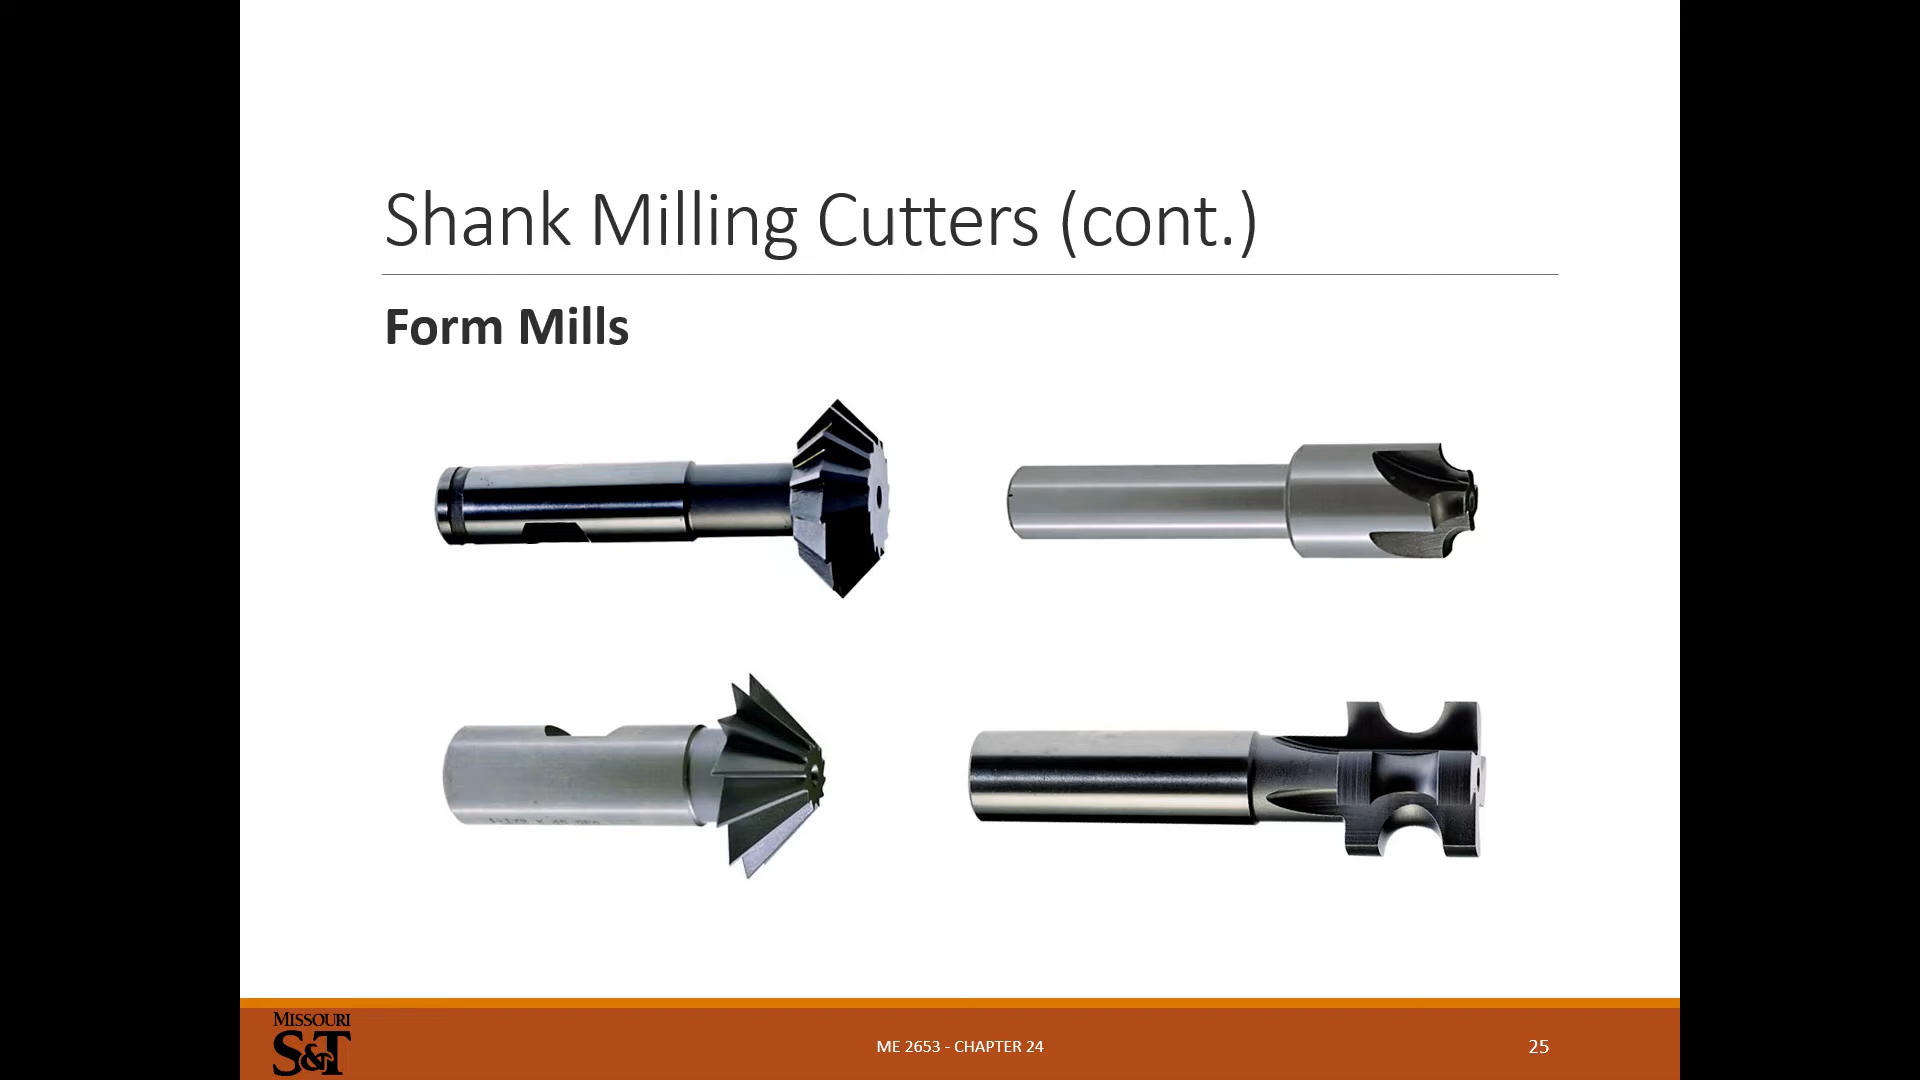 Shank Milling Cutters (cont.)
Form Mills
MISSOURI
S&T
ME 2653 - CHAPTER 24
25